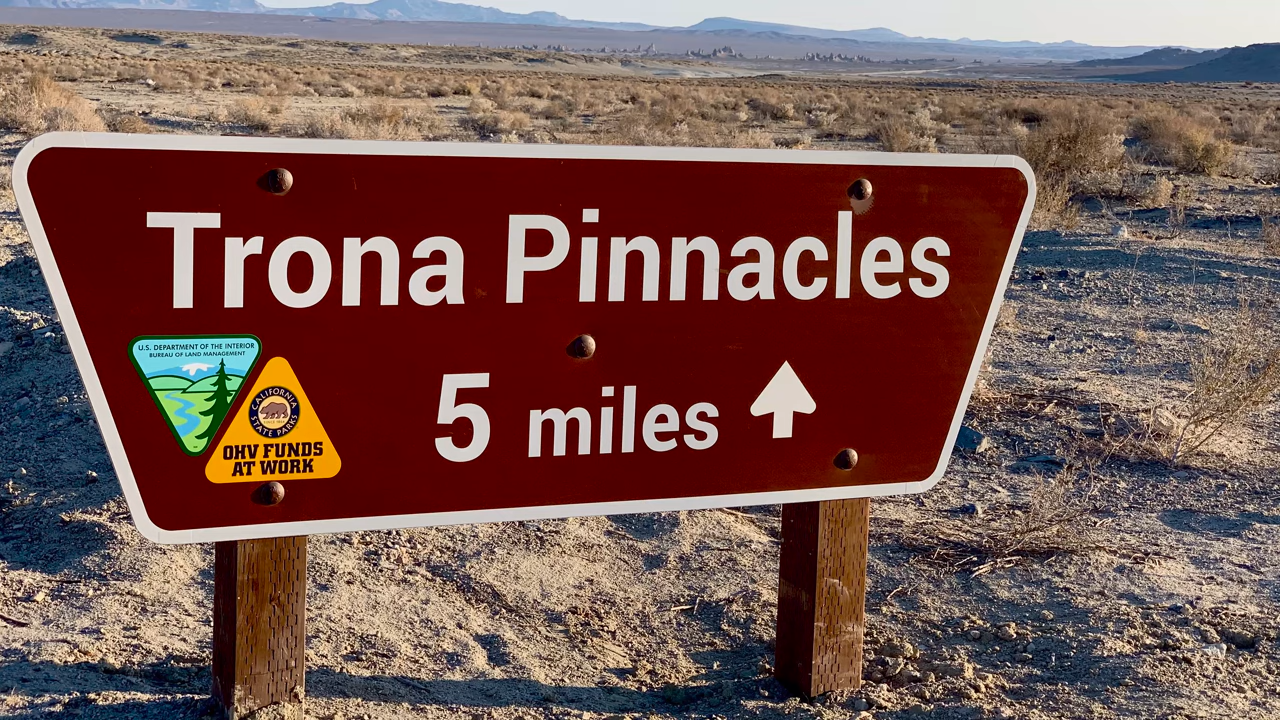 Trona Pinnacles
5 miles
U.S. DEPARTMENT OF THE INTERIOR
BUREAU OF LAND MANAGEMENT
CALIFORNIA
STATE PARKS
OHV FUNDS
AT WORK